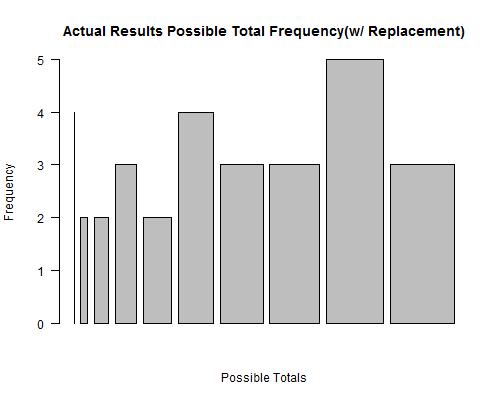 Actual Results Possible Total Frequency(w/ Replacement)
5
4
3
2
1
0
Frequency
Possible Totals